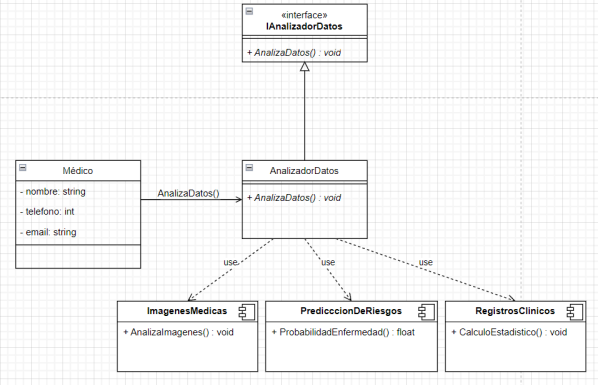 «interface»
IAnalizadorDatos
+ AnalizaDatos() : void
Médico
- nombre: string
- telefono: int
- email: string
AnalizaDatos()
AnalizadorDatos
+ AnalizaDatos() : void
use
use
use
ImagenesMedicas
+ AnalizaImagenes() : void
PredicccionDeRiesgos
+ ProbabilidadEnfermedad() : float
RegistrosClinicos
+ CalculoEstadistico() : void